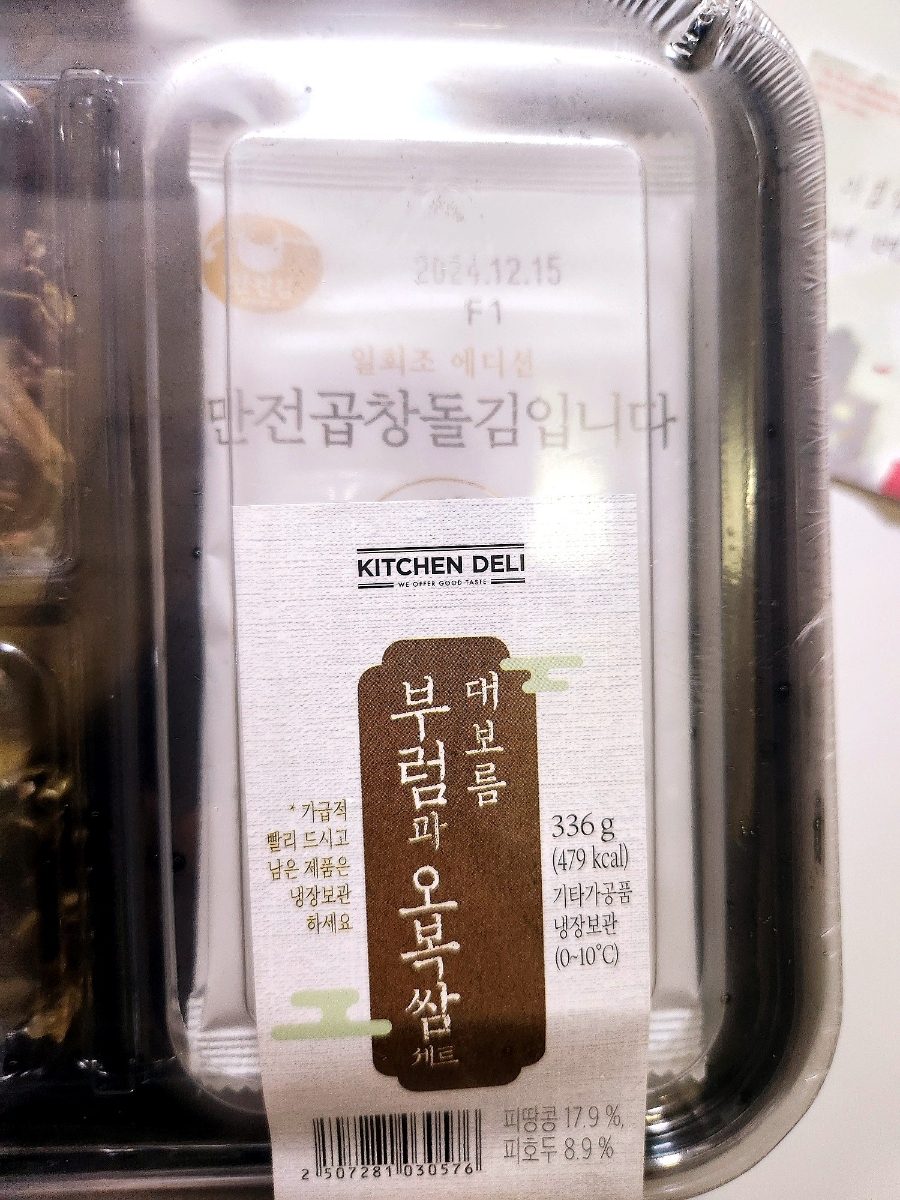 2024.12.15
F1
일회조 에디션
만전곱창돌김입니다
KITCHEN DELI
WE OFFER GOOD TASTE
대보름
부럼과 오복쌈
세트
* 가급적
빨리 드시고
남은 제품은
냉장보관
하세요
336 g
(479 kcal)
기타가공품
냉장보관
(0~10°C)
2 507281 030576
피땅콩 17.9 %,
피호두 8.9 %